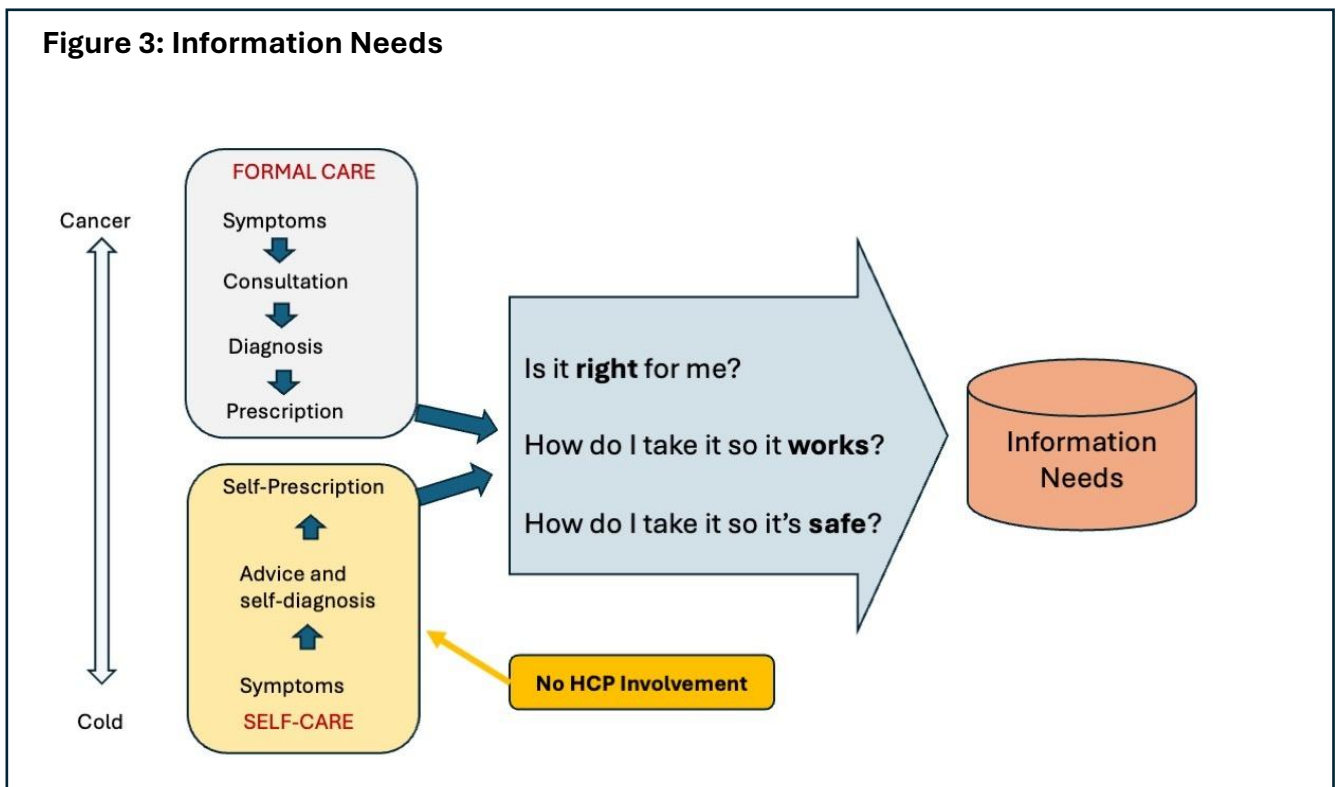 Figure 3: Information Needs
Cancer
Cold
FORMAL CARE
Symptoms
Consultation
Diagnosis
Prescription
Self-Prescription
Advice and
self-diagnosis
Symptoms
SELF-CARE
Is it right for me?
How do I take it so it works?
How do I take it so it's safe?
No HCP Involvement
Information
Needs